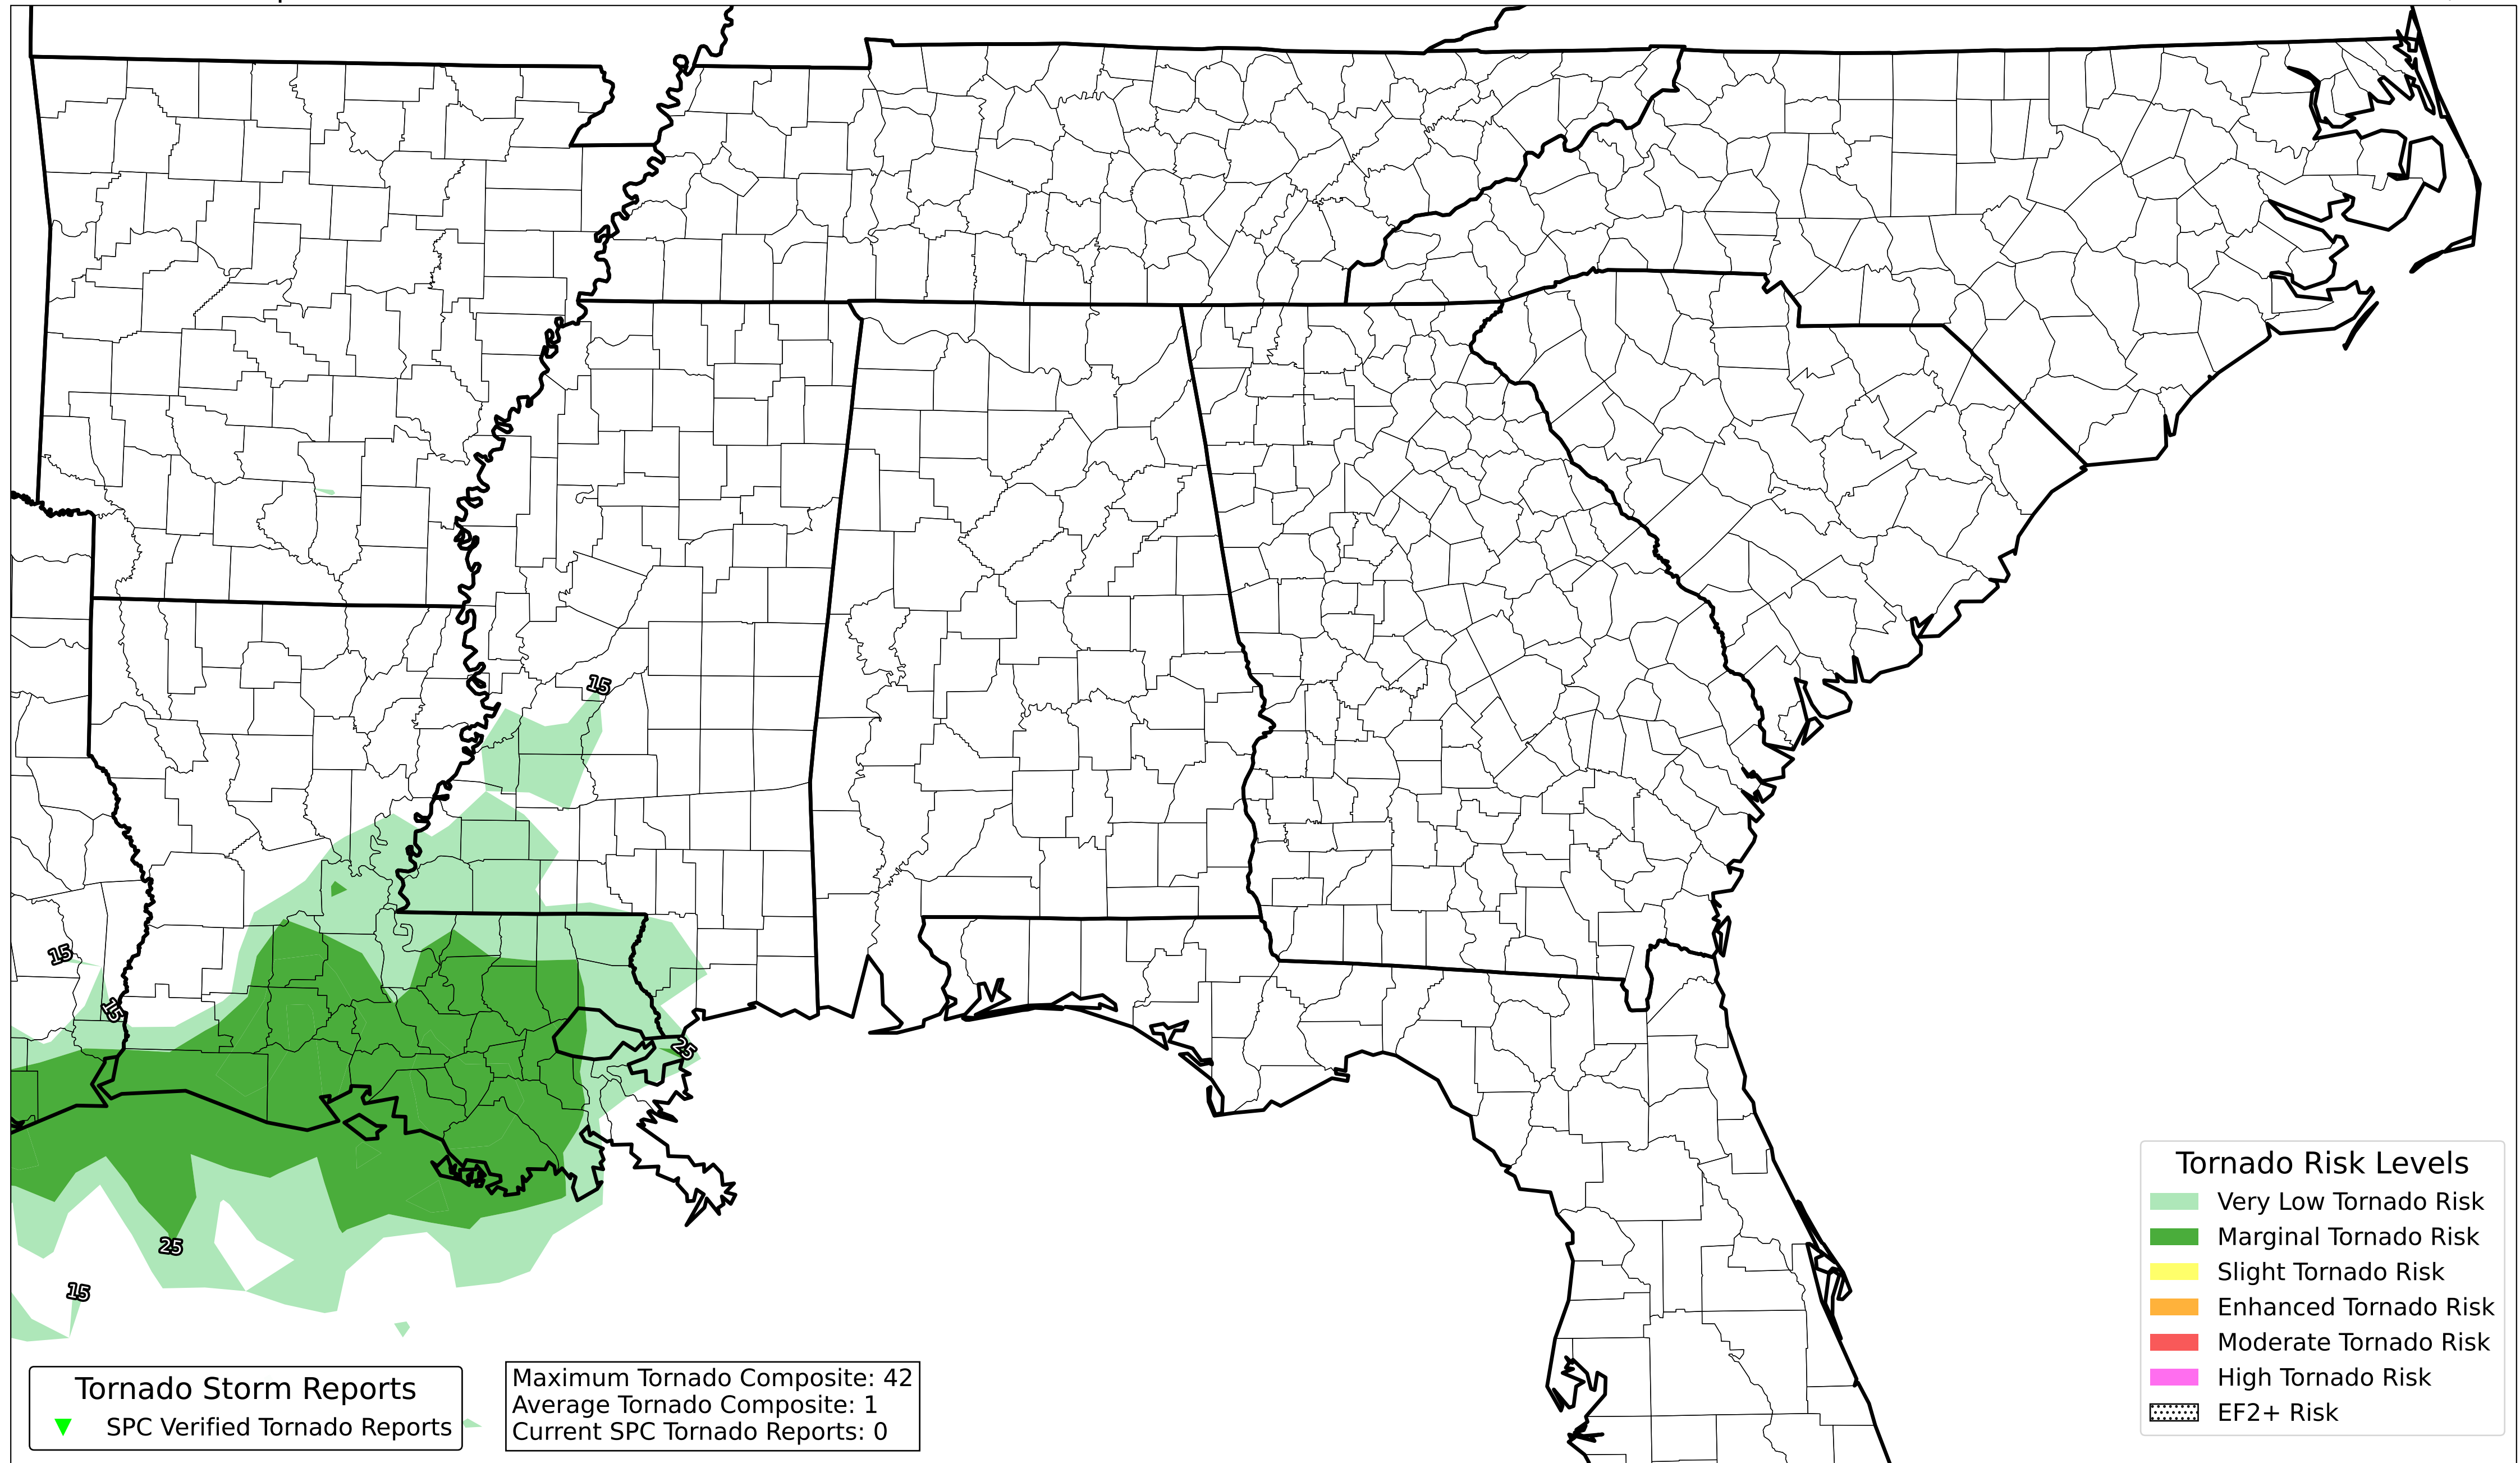 15
15
15
25
25
15
Tornado Risk Levels
Very Low Tornado Risk
Marginal Tornado Risk
Slight Tornado Risk
Enhanced Tornado Risk
Moderate Tornado Risk
High Tornado Risk
EF2+ Risk
Tornado Storm Reports
SPC Verified Tornado Reports
Maximum Tornado Composite: 42
Average Tornado Composite: 1
Current SPC Tornado Reports: 0